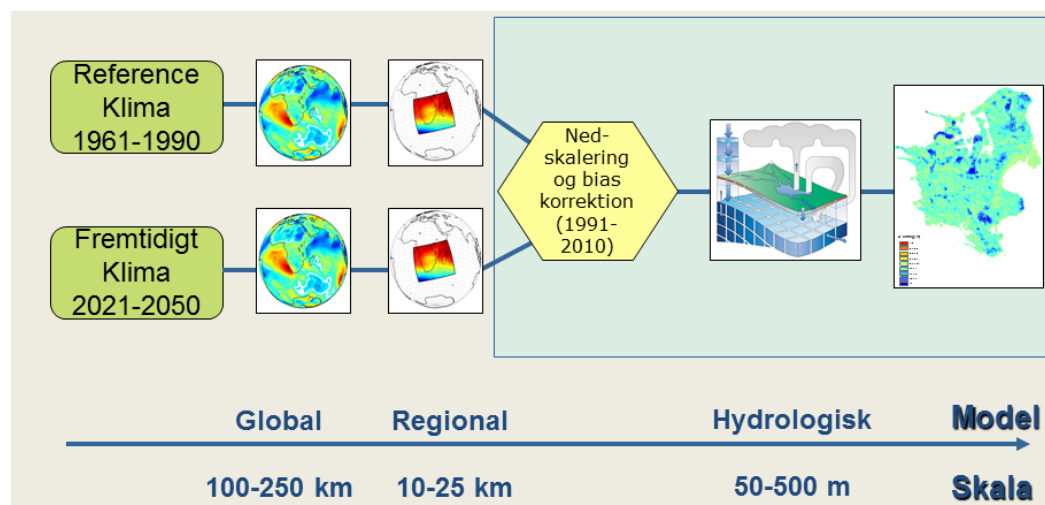 Reference
Klima
1961-1990
Fremtidigt
Klima
2021-2050
Ned-
skalering
og bias
korrektion
(1991-
2010)
Global Regional Hydrologisk Model
100-250 km 10-25 km 50-500 m Skala